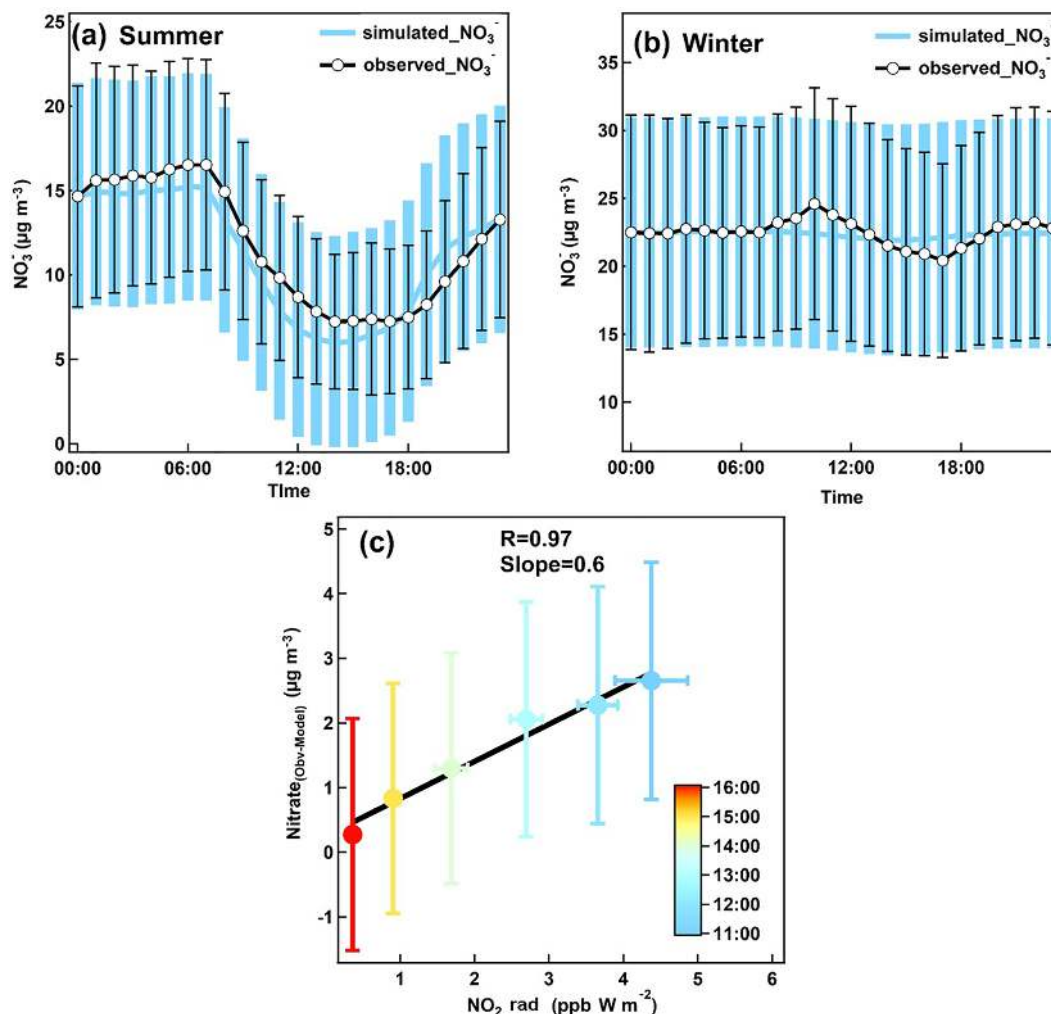 (a) Summer
simulated_NO3-
observed_NO3-
25
20
15
10
5
0
NO3- (µg m-3)
00:00 06:00 12:00 18:00
TIme
(b) Winter
simulated_NO3-
observed_NO3-
35
30
25
20
15
10
NO3- (µg m-3)
00:00 06:00 12:00 18:00
Time
(c)
R=0.97
Slope=0.6
5
4
3
2
1
0
-1
Nitrate(Obv-Model) (µg m-3)
16:00
15:00
14:00
13:00
12:00
11:00
1 2 3 4 5 6
NO2 rad (ppb W m-2)